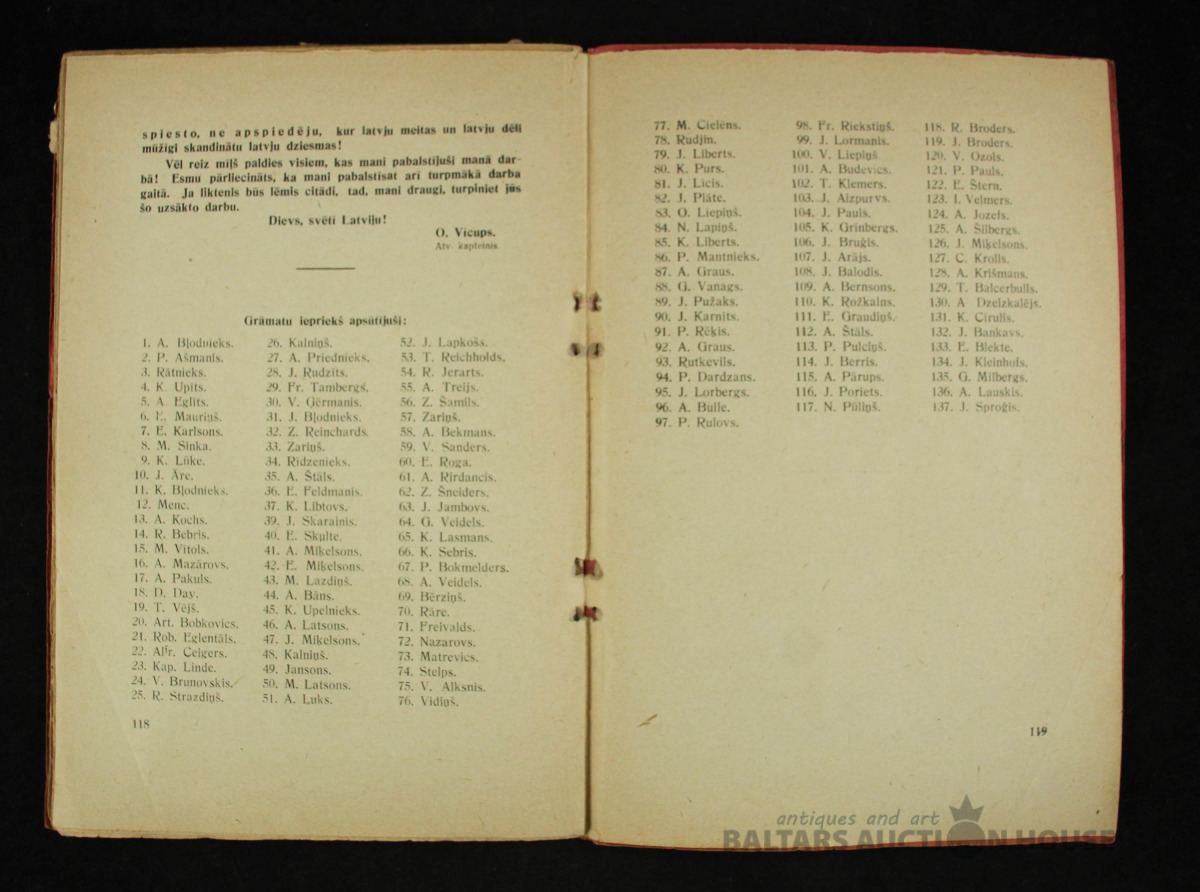 spiesto, ne apspiedēju, kur latvju meitas un latvju dēli
mūžīgi skandinātu latvju dziesmas!
Vēl reiz mīļš paldies visiem, kas mani pabalstījuši manā dar-
bā! Esmu pārliecināts, ka mani pabalstīsat arī turpmākā darba
gaitā. Ja liktenis būs lēmis citādi, tad, mani draugi, turpiniet jūs
šo uzsākto darbu.
Dievs, svētī Latviju!
O. Vicups.
Atv. kapteinis.
Grāmatu iepriekš apsūtījuši:
1. A. Bļodnieks.
2. P. Ašmanis.
3. Rātnieks.
4. K. Upīts.
5. A. Eglīts.
6. E. Mauriņš.
7. E. Karlsons.
8. M. Sinka.
9. K. Lūke.
10. J. Āre.
11. K. Bļodnieks.
12. Menc.
13. A. Kochs.
14. R. Bebris.
15. M. Vītols.
16. A. Mazārovs.
17. A. Pakuls.
18. D. Day.
19. T. Vējš.
20. Art. Bobkovics.
21. Rob. Eglentāls.
22. Alfr. Ceigers.
23. Kap. Linde.
24. V. Brunovskis.
25. R. Strazdiņš.
26. Kalniņš.
27. A. Priednieks.
28. J. Rudzīts.
29. Fr. Tambergs.
30. V. Ģērmanis.
31. J. Bļodnieks.
32. Z. Reinchards.
33. Zariņš.
34. Ridzenieks.
35. A. Štāls.
36. E. Feldmanis.
37. K. Lībtovs.
39. J. Skarainis.
40. E. Skulte.
41. A. Miķelsons.
42. E. Miķelsons.
43. M. Lazdiņš.
44. A. Bāns.
45. K. Upelnieks.
46. A. Latsons.
47. J. Miķelsons.
48. Kalniņš.
49. Jansons.
50. M. Latsons.
51. A. Luks.
52. J. Lapkošs.
53. T. Reichholds.
54. R. Jerarts.
55. A. Treijs.
56. Z. Šamils.
57. Zariņš.
58. A. Bekmans.
59. V. Sanders.
60. E. Roga.
61. A. Rirdancis.
62. Z. Šneiders.
63. J. Jambovs.
64. G. Veidels.
65. K. Lasmans.
66. K. Sebris.
67. P. Bokmelders.
68. A. Veidels.
69. Bērziņš.
70. Rāre.
71. Freivalds.
72. Nazarovs.
73. Matrevics.
74. Stelps.
75. V. Alksnis.
76. Vidiņš.
118
77. M. Cielēns.
78. Rudjin.
79. J. Liberts.
80. K. Purs.
81. J. Līcis.
82. J. Plāte.
83. O. Liepiņš.
84. N. Lapiņš.
85. K. Liberts.
86. P. Mantnieks.
87. A. Graus.
88. G. Vanags.
89. J. Pužaks.
90. J. Karnīts.
91. P. Rēķis.
92. A. Graus.
93. Rutkevils.
94. P. Dardzans.
95. J. Lorbergs.
96. A. Bulle.
97. P. Rulovs.
98. Fr. Riekstiņš.
99. J. Lormanis.
100. V. Liepiņš.
101. A. Budevics.
102. T. Klemers.
103. J. Aizpurvs.
104. J. Pauls.
105. K. Grinbergs.
106. J. Bruģis.
107. J. Arājs.
108. J. Balodis.
109. A. Bernsons.
110. K. Rožkalns.
111. E. Graudiņš.
112. A. Štāls.
113. P. Pulciņš.
114. J. Berris.
115. A. Pārups.
116. J. Poriets.
117. N. Pūliņš.
118. R. Broders.
119. J. Broders.
120. V. Ozols.
121. P. Pauls.
122. E. Štern.
123. I. Velmers.
124. A. Jozefs.
125. A. Šilbergs.
126. J. Miķelsons.
127. C. Krolls.
128. A. Krišmans.
129. T. Balcerbulls.
130. A Dzelzkalējs.
131. K. Cīrulis.
132. J. Bankavs.
133. E. Blekte.
134. J. Kleinhofs.
135. G. Milbergs.
136. A. Lauskis.
137. J. Sproģis.
119
antiques and art
BALTARS AUCTION HOUSE